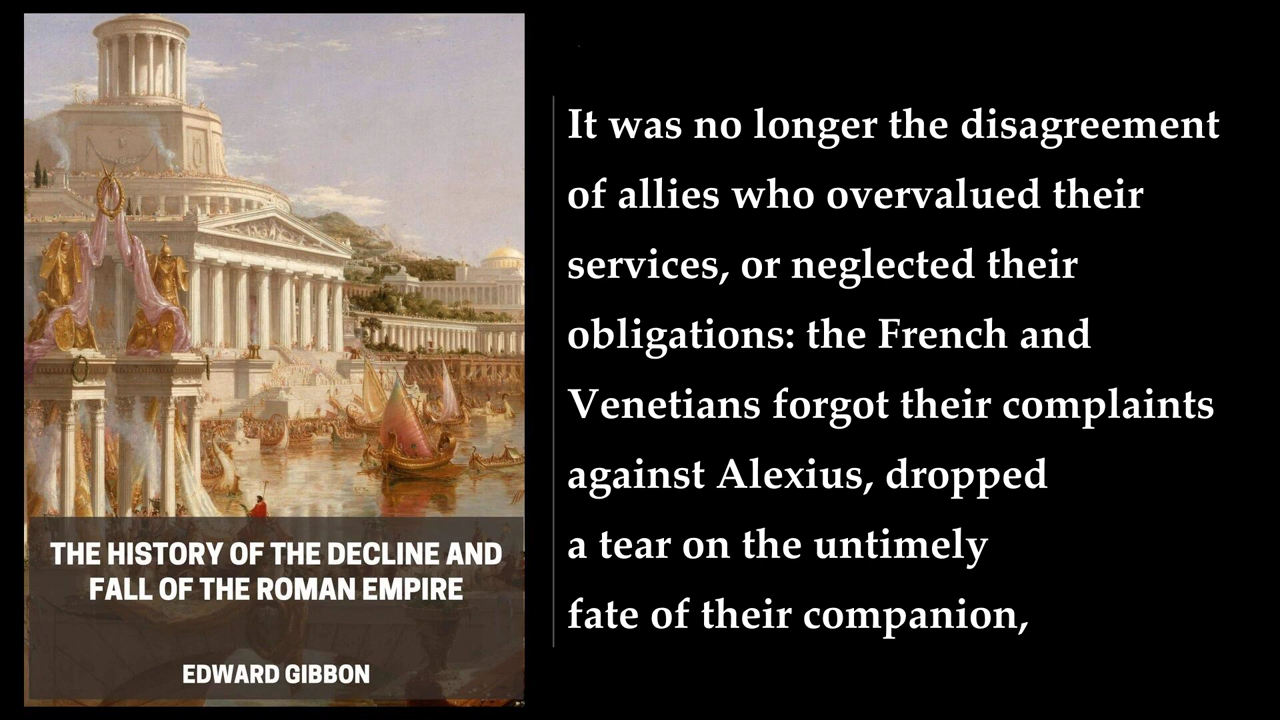 THE HISTORY OF THE DECLINE AND
FALL OF THE ROMAN EMPIRE
EDWARD GIBBON
It was no longer the disagreement
of allies who overvalued their
services, or neglected their
obligations: the French and
Venetians forgot their complaints
against Alexius, dropped
a tear on the untimely
fate of their companion,